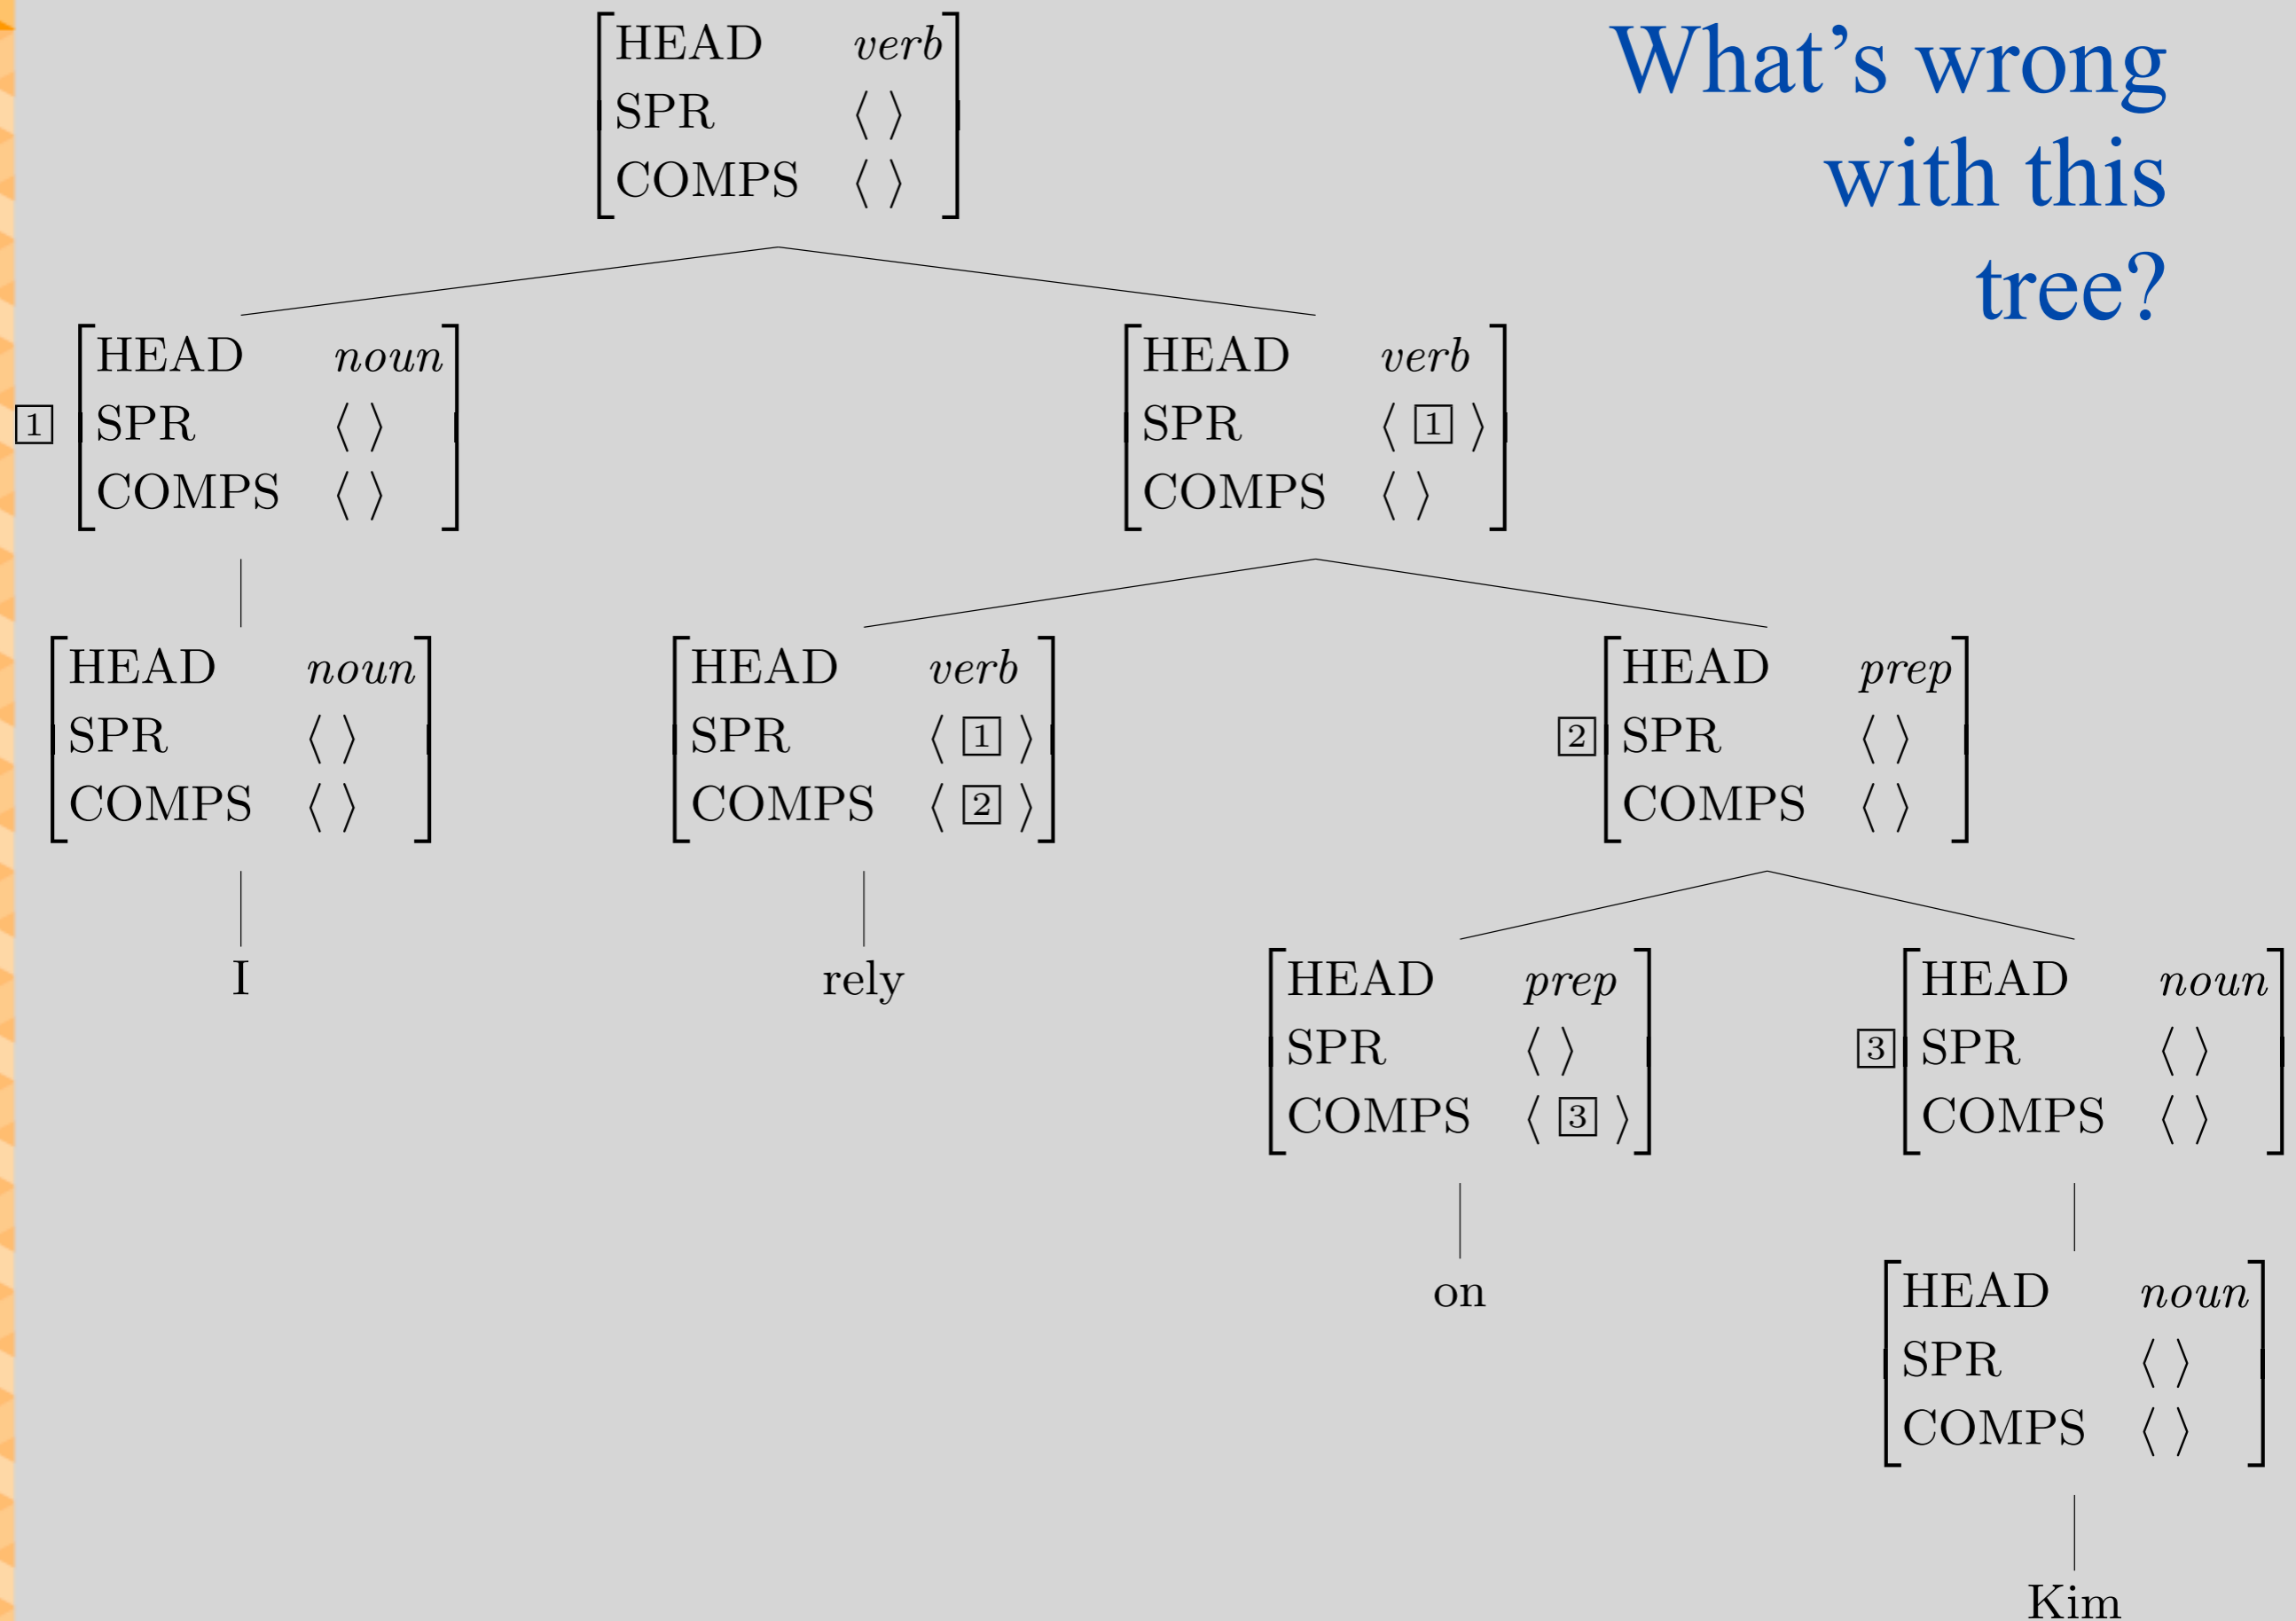 What's wrong
with this
tree?
HEAD verb
SPR ⟨ ⟩
COMPS ⟨ ⟩
1
HEAD noun
SPR ⟨ ⟩
COMPS ⟨ ⟩
HEAD verb
SPR ⟨ 1 ⟩
COMPS ⟨ ⟩
HEAD noun
SPR ⟨ ⟩
COMPS ⟨ ⟩
HEAD verb
SPR ⟨ 1 ⟩
COMPS ⟨ 2 ⟩
2
HEAD prep
SPR ⟨ ⟩
COMPS ⟨ ⟩
I
rely
HEAD prep
SPR ⟨ ⟩
COMPS ⟨ 3 ⟩
3
HEAD noun
SPR ⟨ ⟩
COMPS ⟨ ⟩
on
HEAD noun
SPR ⟨ ⟩
COMPS ⟨ ⟩
Kim